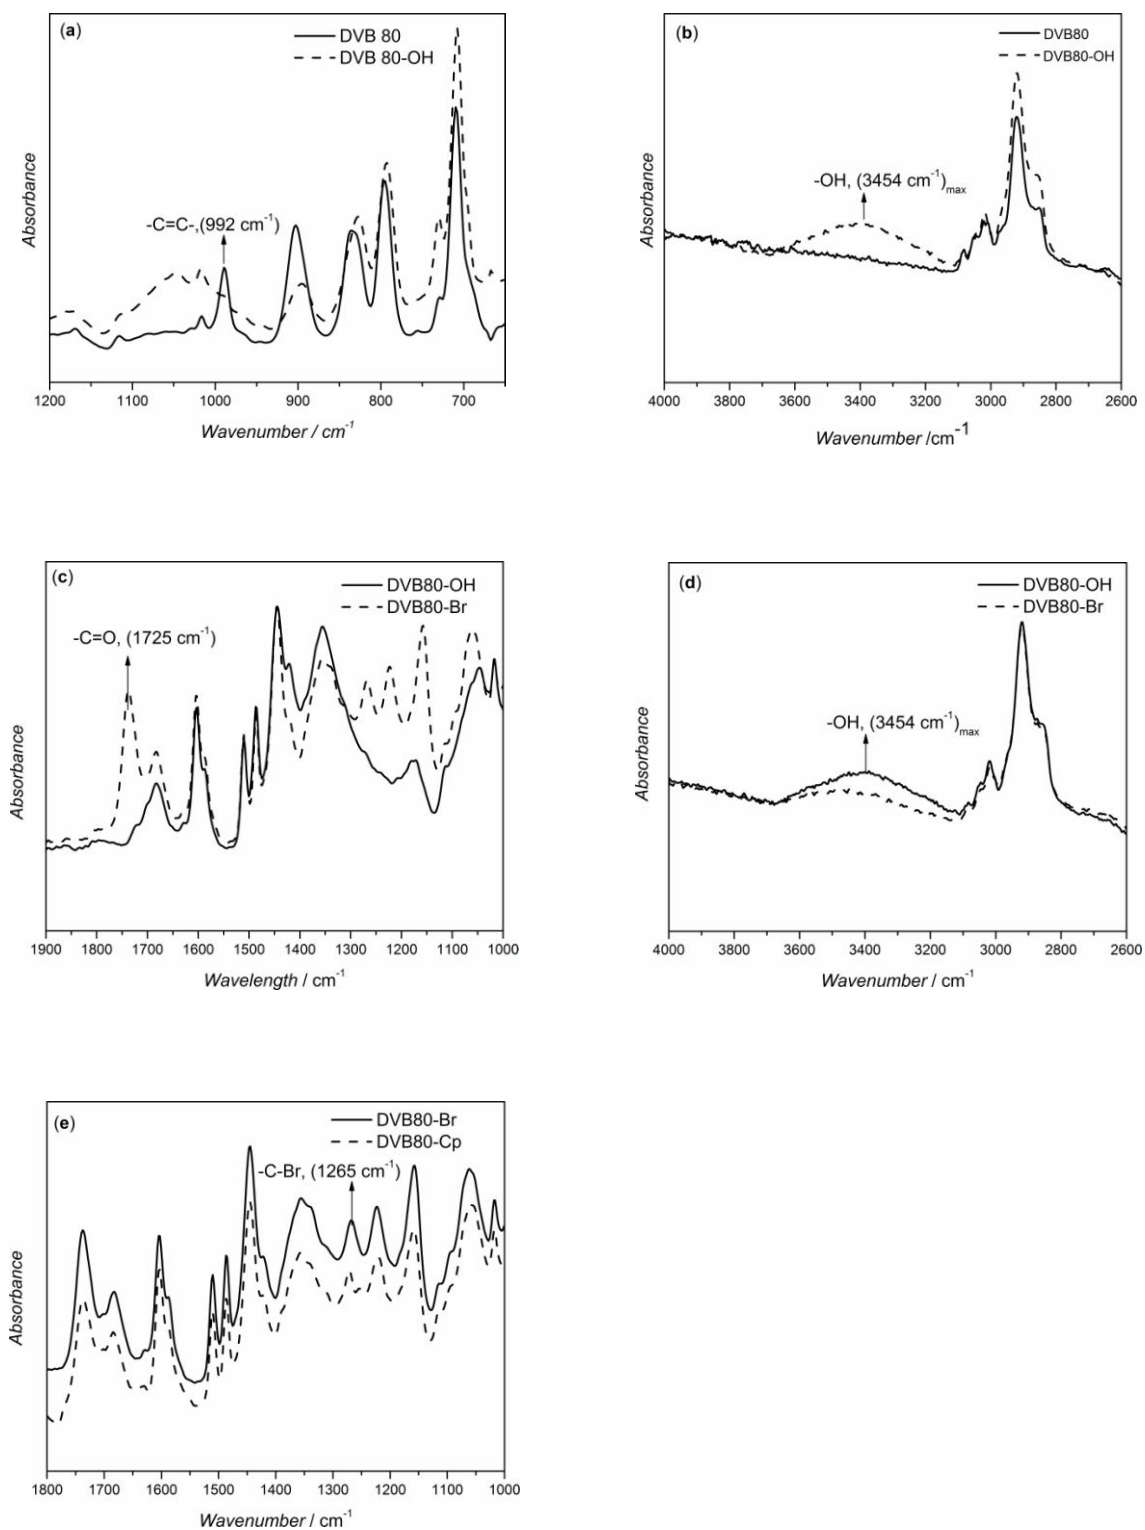 (a)
DVB 80
DVB 80-OH
-C=C-,(992 cm-1)
Absorbance
1200 1100 1000 900 800 700
Wavenumber / cm-1
(b)
DVB80
DVB80-OH
-OH, (3454 cm-1)max
Absorbance
4000 3800 3600 3400 3200 3000 2800 2600
Wavenumber /cm-1
(c)
DVB80-OH
DVB80-Br
-C=O, (1725 cm-1)
Absorbance
1900 1800 1700 1600 1500 1400 1300 1200 1100 1000
Wavelength / cm-1
(d)
DVB80-OH
DVB80-Br
-OH, (3454 cm-1)max
Absorbance
4000 3800 3600 3400 3200 3000 2800 2600
Wavenumber / cm-1
(e)
DVB80-Br
DVB80-Cp
-C-Br, (1265 cm-1)
Absorbance
1800 1700 1600 1500 1400 1300 1200 1100 1000
Wavenumber / cm-1